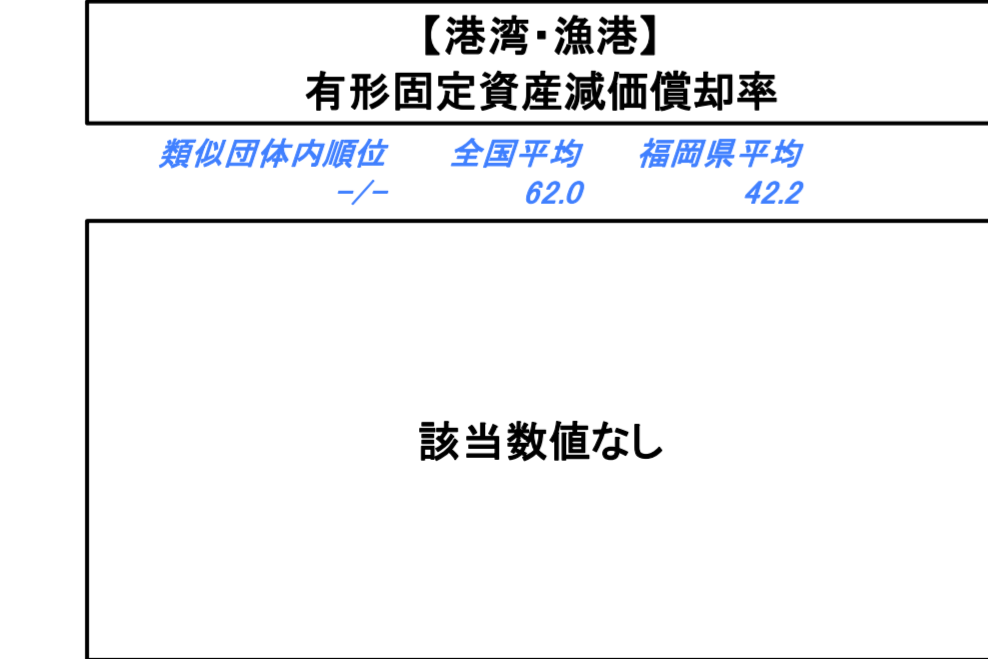 【港湾・漁港】
有形固定資産減価償却率
類似団体内順位 全国平均 福岡県平均
-/- 62.0 42.2
該当数値なし